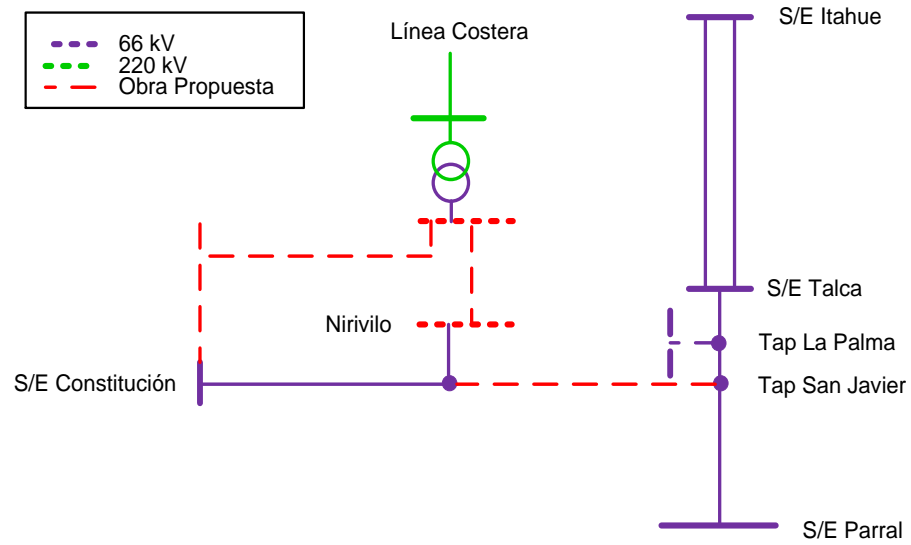 66 kV
220 kV
Obra Propuesta
Línea Costera
S/E Itahue
S/E Talca
Nirivilo
Tap La Palma
S/E Constitución
Tap San Javier
S/E Parral